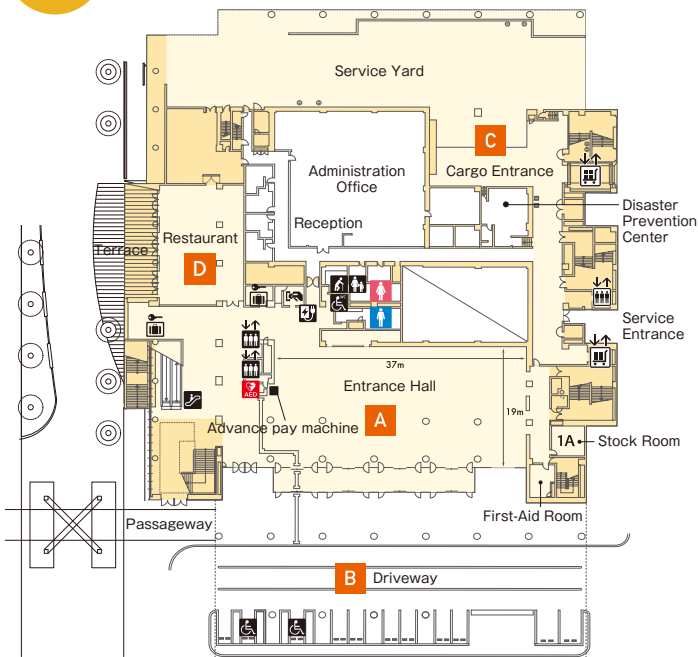 Service Yard
C
Cargo Entrance
Administration
Office
Reception
Disaster
Prevention
Center
Terrace
Restaurant
D
Service
Entrance
37m
Entrance Hall
19m
AED
A
Advance pay machine
1A
Stock Room
First-Aid Room
Passageway
B
Driveway